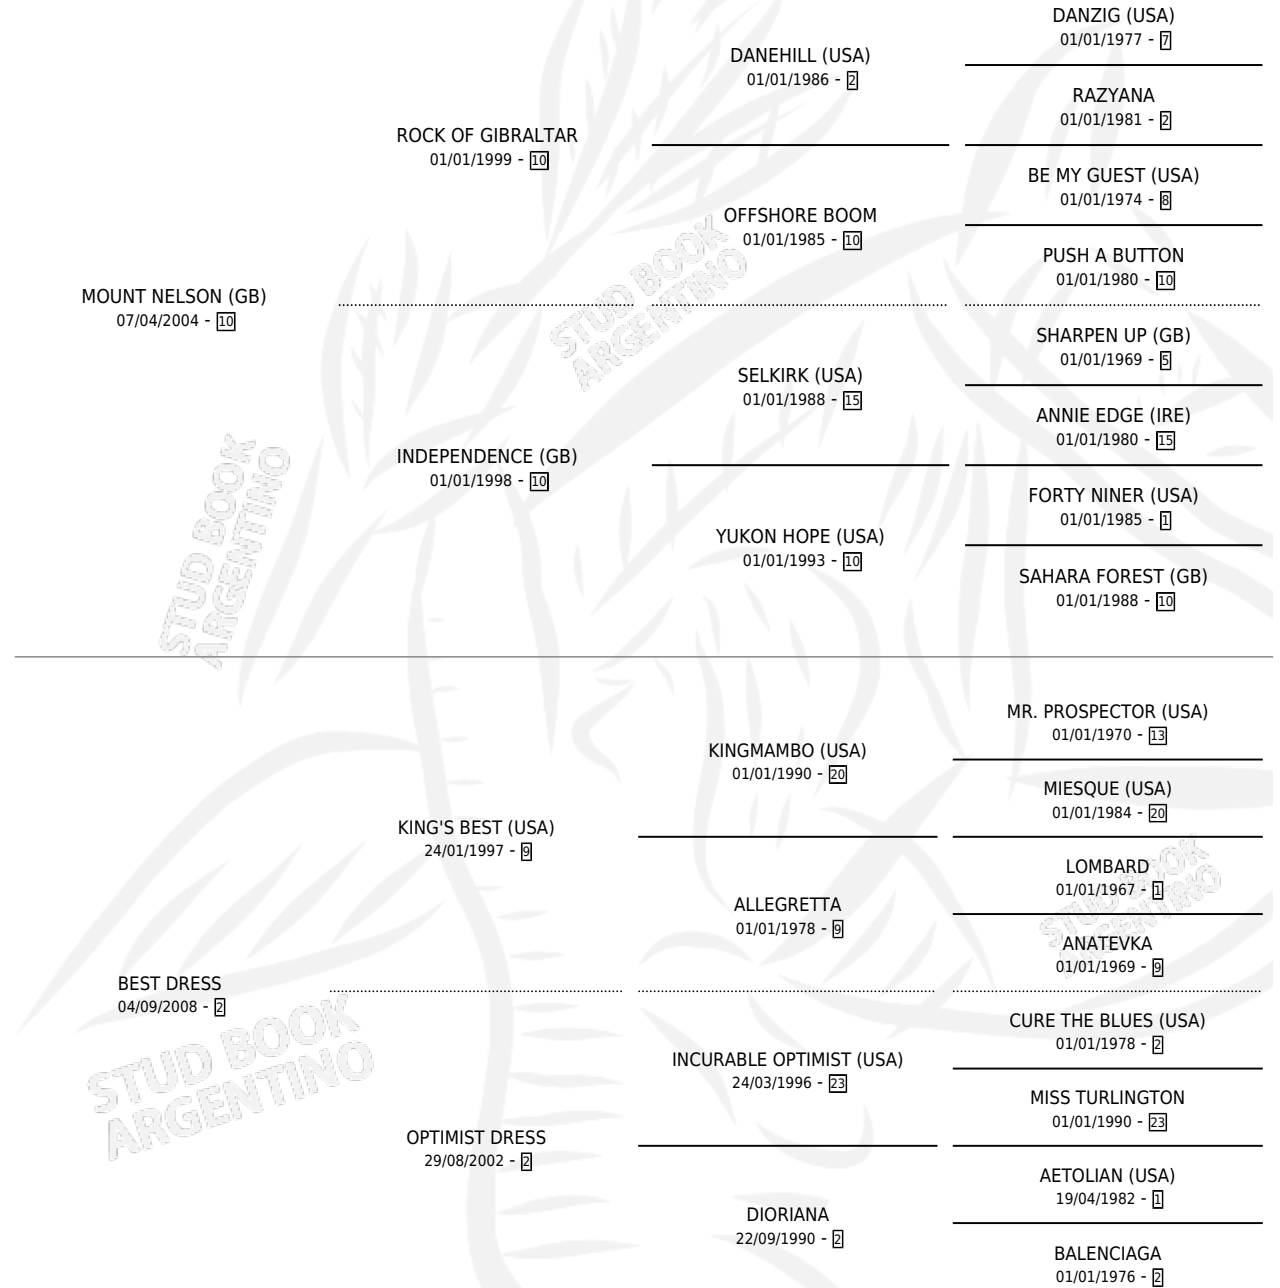 DANZIG (USA)
01/01/1977 - 7
DANEHILL (USA)
01/01/1986 - 2
RAZYANA
01/01/1981 - 2
ROCK OF GIBRALTAR
01/01/1999 - 10
BE MY GUEST (USA)
01/01/1974 - 8
OFFSHORE BOOM
01/01/1985 - 10
PUSH A BUTTON
01/01/1980 - 10
MOUNT NELSON (GB)
07/04/2004 - 10
STUD BOOK
ARGENTINO
SHARPEN UP (GB)
01/01/1969 - 5
SELKIRK (USA)
01/01/1988 - 15
ANNIE EDGE (IRE)
01/01/1980 - 15
INDEPENDENCE (GB)
01/01/1998 - 10
FORTY NINER (USA)
01/01/1985 - 1
YUKON HOPE (USA)
01/01/1993 - 10
SAHARA FOREST (GB)
01/01/1988 - 10
STUD BOOK
ARGENTINO
MR. PROSPECTOR (USA)
01/01/1970 - 13
KINGMAMBO (USA)
01/01/1990 - 20
MIESQUE (USA)
01/01/1984 - 20
KING'S BEST (USA)
24/01/1997 - 9
LOMBARD
01/01/1967 - 1
ALLEGRETTA
01/01/1978 - 9
STUD BOOK
ARGENTINO
ANATEVKA
01/01/1969 - 9
BEST DRESS
04/09/2008 - 2
STUD BOOK
ARGENTINO
CURE THE BLUES (USA)
01/01/1978 - 2
INCURABLE OPTIMIST (USA)
24/03/1996 - 23
MISS TURLINGTON
01/01/1990 - 23
OPTIMIST DRESS
29/08/2002 - 2
AETOLIAN (USA)
19/04/1982 - 1
DIORIANA
22/09/1990 - 2
BALENCIAGA
01/01/1976 - 2